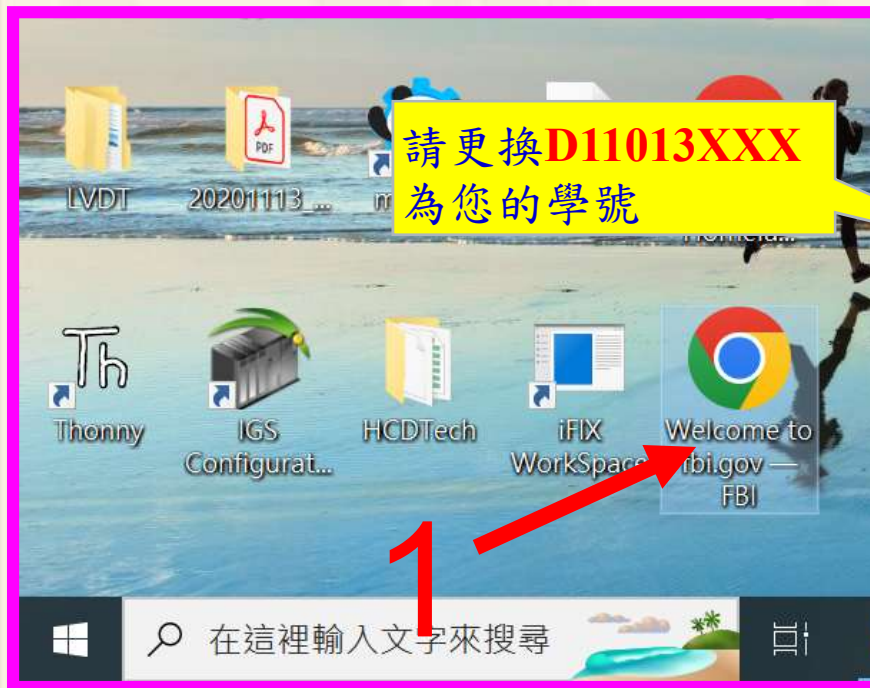 請更換D11013XXX
為您的學號
PDF
LVDT
20201113_...
Th
Thonny
IGS
Configurat...
HCDTech
iFIX
WorkSpace
Welcome to
fbi.gov —
FBI
1
在這裡輸入文字來搜尋